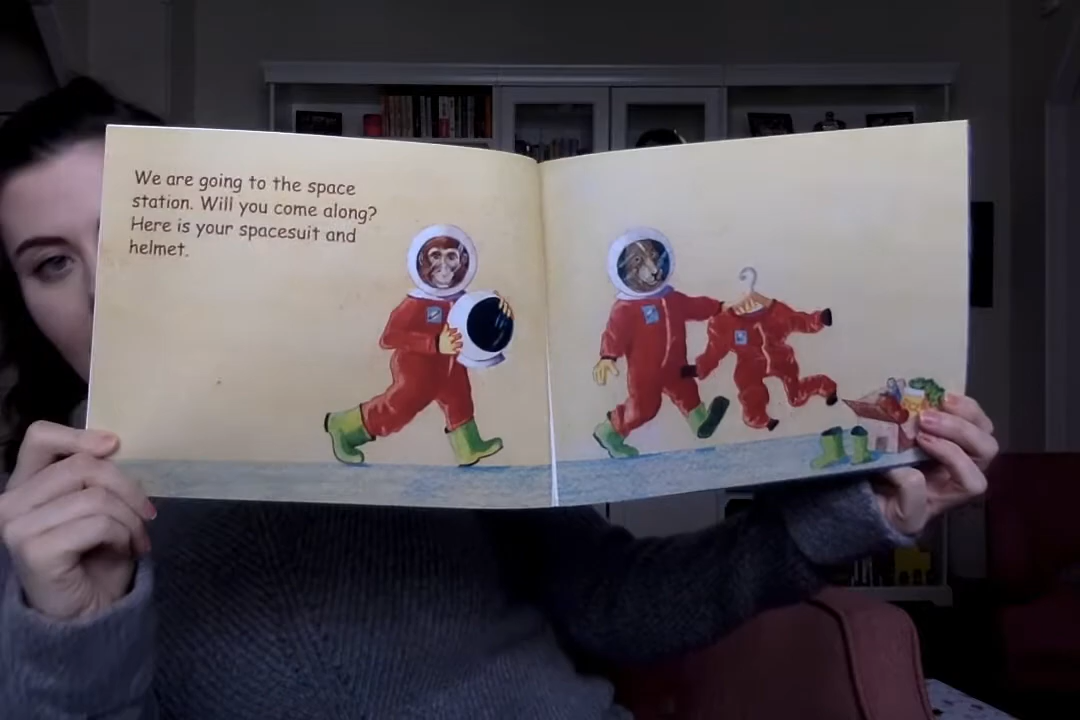 We are going to the space
station. Will you come along?
Here is your spacesuit and
helmet.